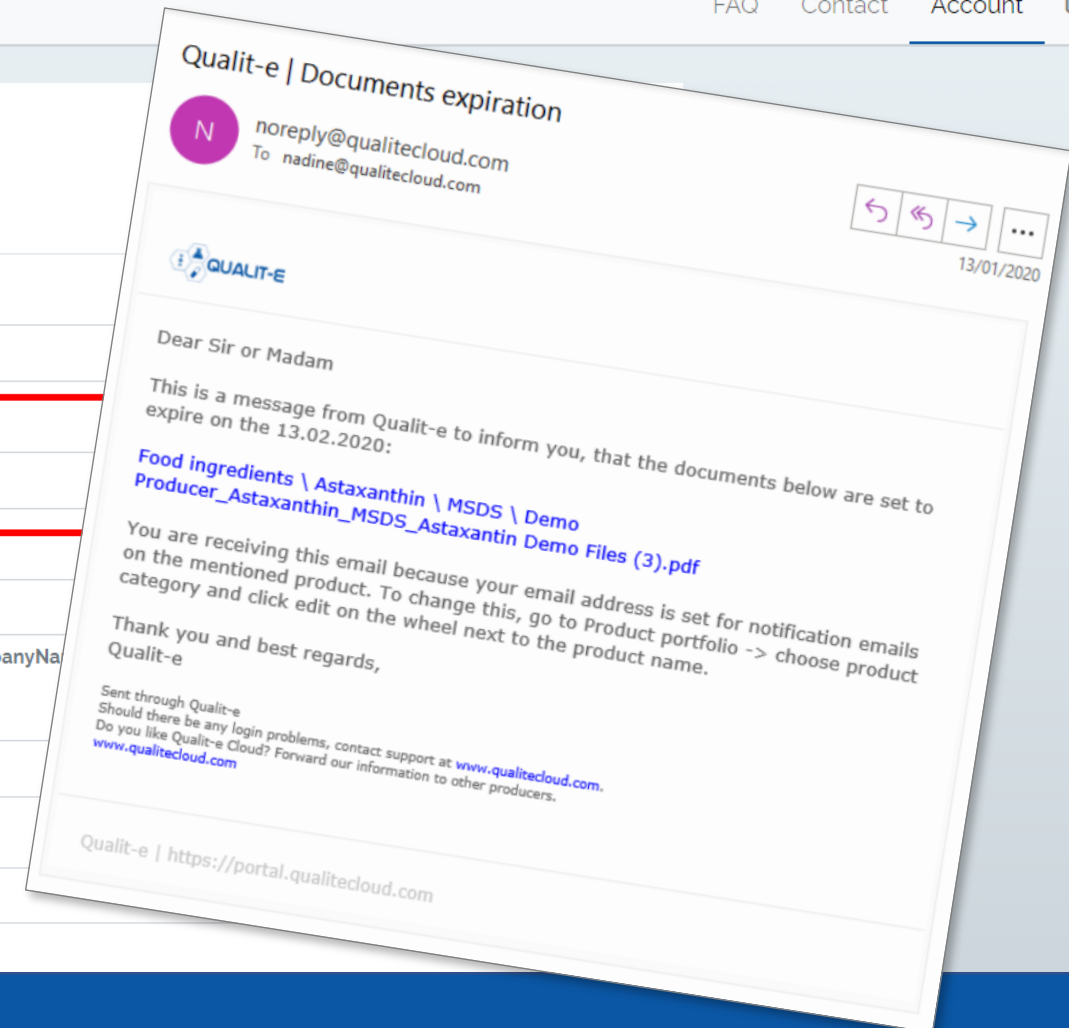 FAQ Contact Account
Qualit-e | Documents expiration
N
noreply@qualitecloud.com
To nadine@qualitecloud.com
13/01/2020
QUALIT-E
Dear Sir or Madam
This is a message from Qualit-e to inform you, that the documents below are set to
expire on the 13.02.2020:
Food ingredients \ Astaxanthin \ MSDS \ Demo
Producer_Astaxanthin_MSDS_Astaxantin Demo Files (3).pdf
You are receiving this email because your email address is set for notification emails
on the mentioned product. To change this, go to Product portfolio -> choose product
category and click edit on the wheel next to the product name.
Thank you and best regards,
Qualit-e
Sent through Qualit-e
Should there be any login problems, contact support at www.qualitecloud.com.
Do you like Qualit-e Cloud? Forward our information to other producers.
www.qualitecloud.com
Qualit-e | https://portal.qualitecloud.com